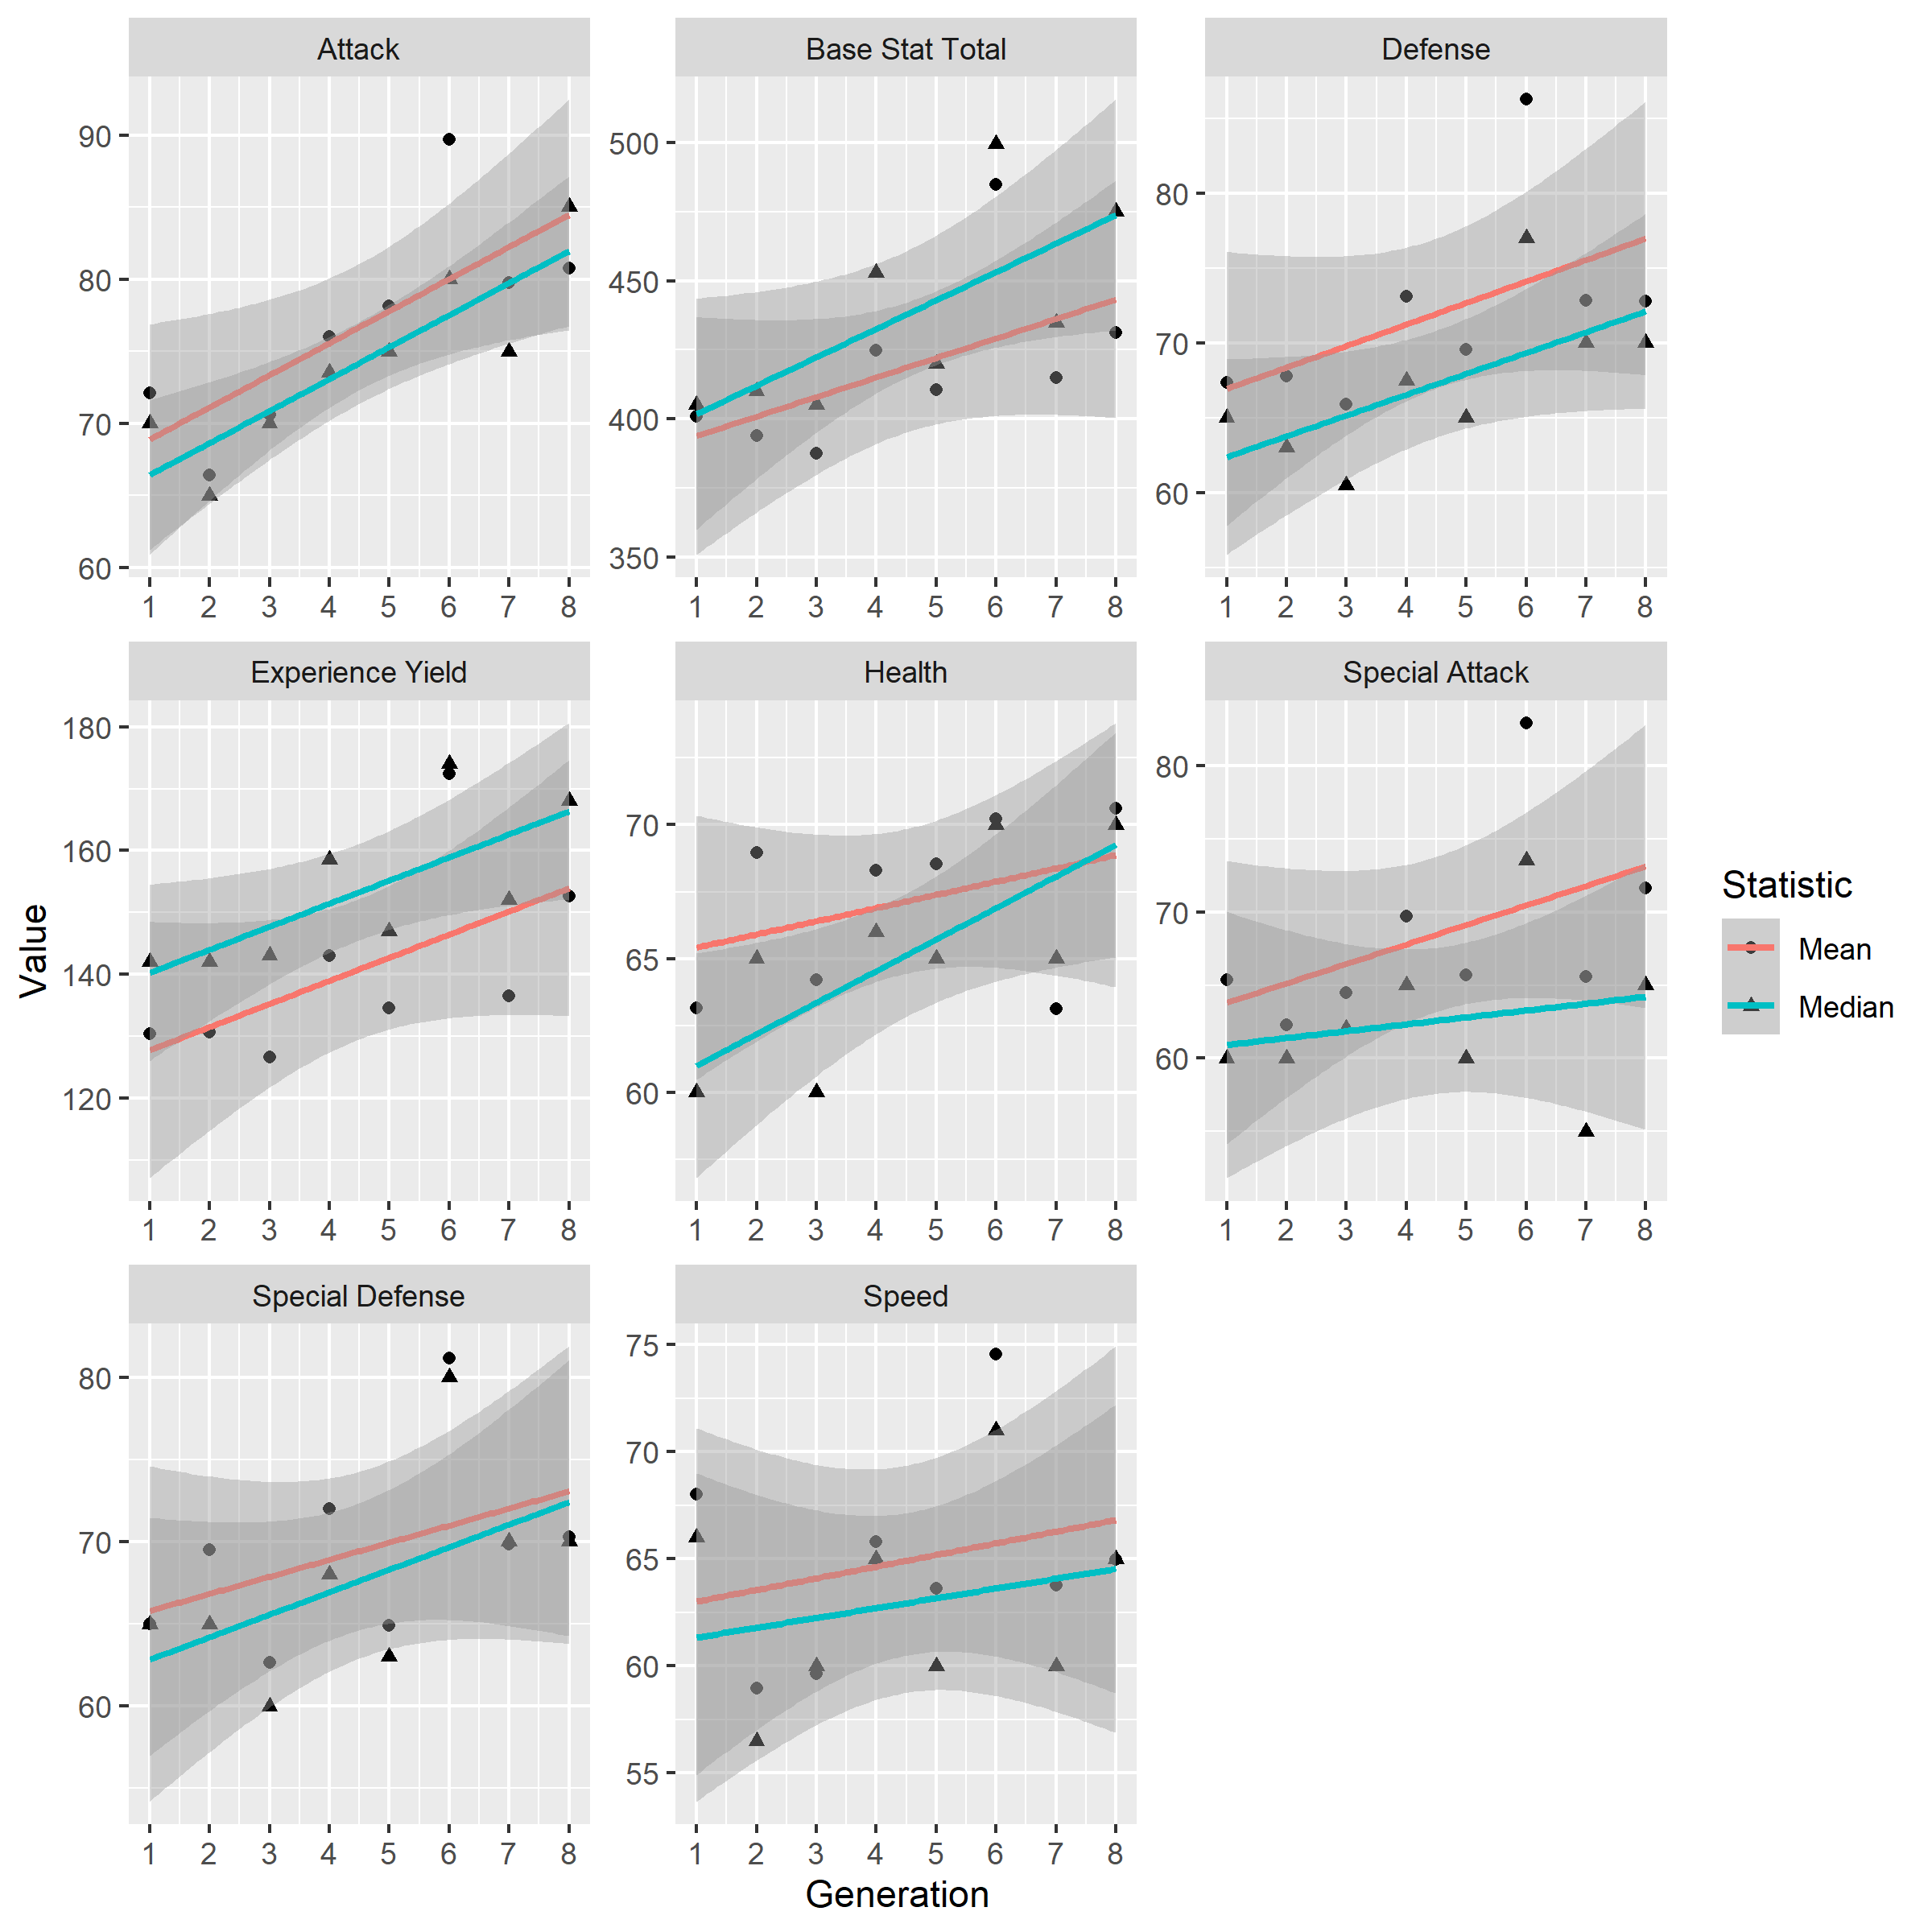 Attack
Base Stat Total
Defense
90
80
70
60
500
450
400
350
80
70
60
1 2 3 4 5 6 7 8
1 2 3 4 5 6 7 8
1 2 3 4 5 6 7 8
Experience Yield
Health
Special Attack
180
160
140
120
70
65
60
80
70
60
1 2 3 4 5 6 7 8
1 2 3 4 5 6 7 8
1 2 3 4 5 6 7 8
Special Defense
Speed
80
70
60
75
70
65
60
55
1 2 3 4 5 6 7 8
1 2 3 4 5 6 7 8
Value
Generation
Statistic
Mean
Median